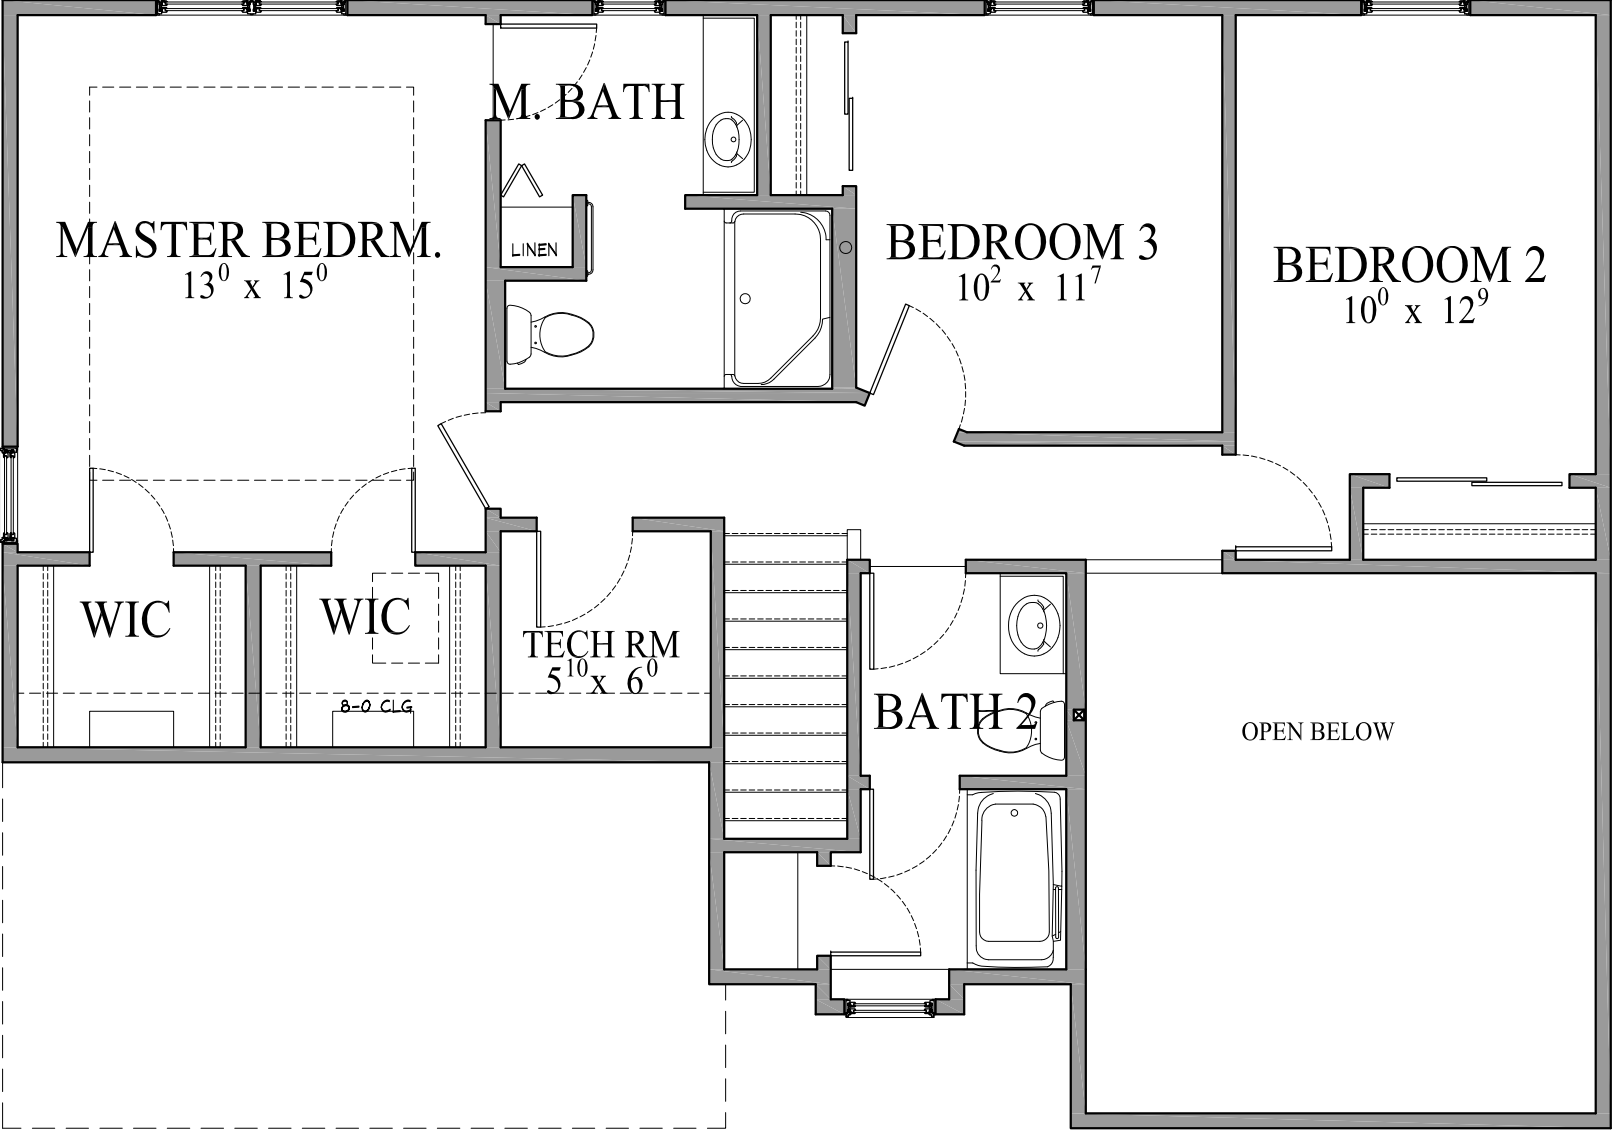 M. BATH
MASTER BEDRM.
13⁰ x 15⁰
LINEN
BEDROOM 3
10² x 11⁷
BEDROOM 2
10⁰ x 12⁹
WIC
WIC
8-0 CLG
TECH RM
5¹⁰ x 6⁰
BATH 2
OPEN BELOW